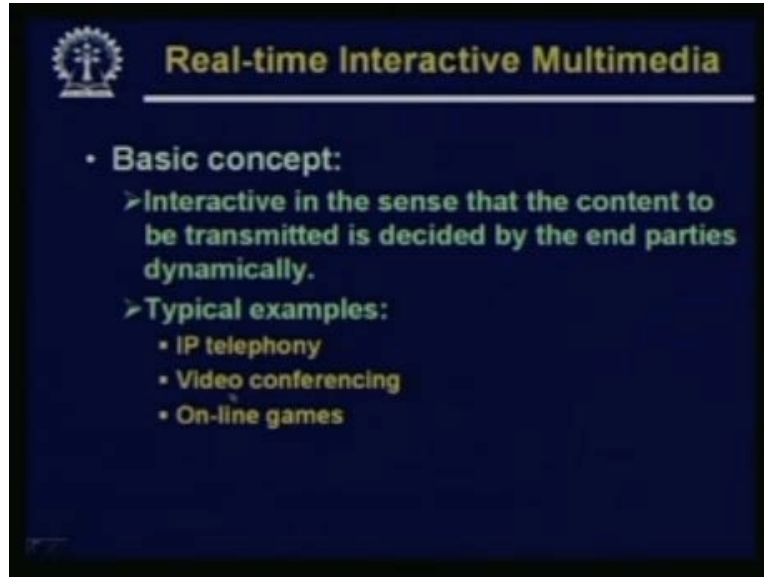 Real-time Interactive Multimedia
• Basic concept:
➢Interactive in the sense that the content to
be transmitted is decided by the end parties
dynamically.
➢Typical examples:
▪ IP telephony
▪ Video conferencing
▪ On-line games